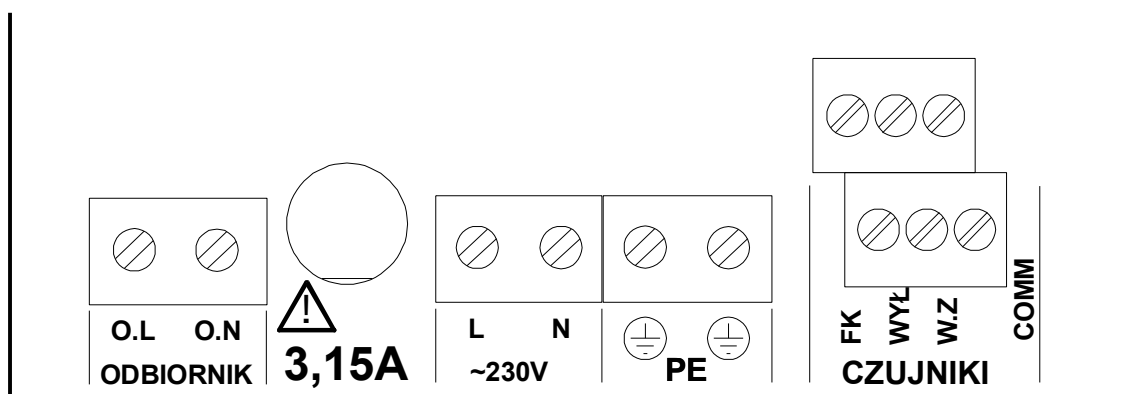 O.L O.N
ODBIORNIK
!
3,15A
L N
~230V
PE
FK
WYŁ
W.Z
COMM
CZUJNIKI